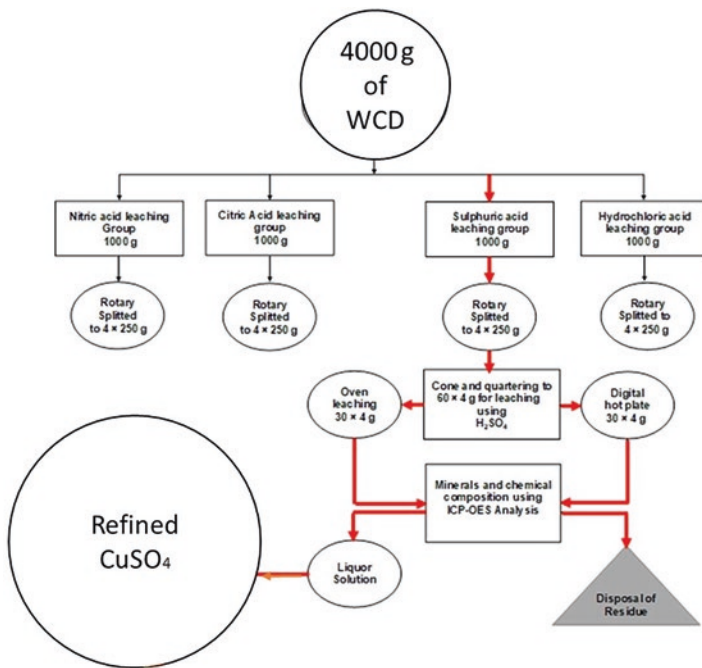 4000 g
of
WCD
Nitric acid leaching
Group
1000 g
Citric Acid leaching
group
1000 g
Sulphuric acid
leaching group
1000 g
Hydrochloric acid
leaching group
1000 g
Rotary
Splitted
to 4 × 250 g
Rotary
Splitted
to 4 × 250 g
Rotary
Splitted
to 4 × 250 g
Rotary
Splitted to
4 × 250 g
Oven
leaching
30 × 4 g
Cone and quartering to
60 × 4 g for leaching
using
H₂SO₄
Digital
hot plate
30 × 4 g
Minerals and chemical
composition using
ICP-OES Analysis
Refined
CuSO₄
Liquor
Solution
Disposal of
Residue